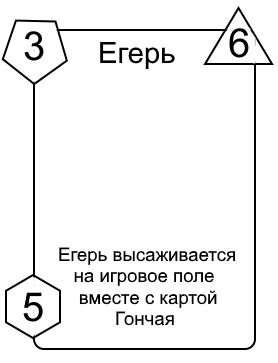 3
Егерь
6
Егерь высаживается
на игровое поле
вместе с картой
Гончая
5